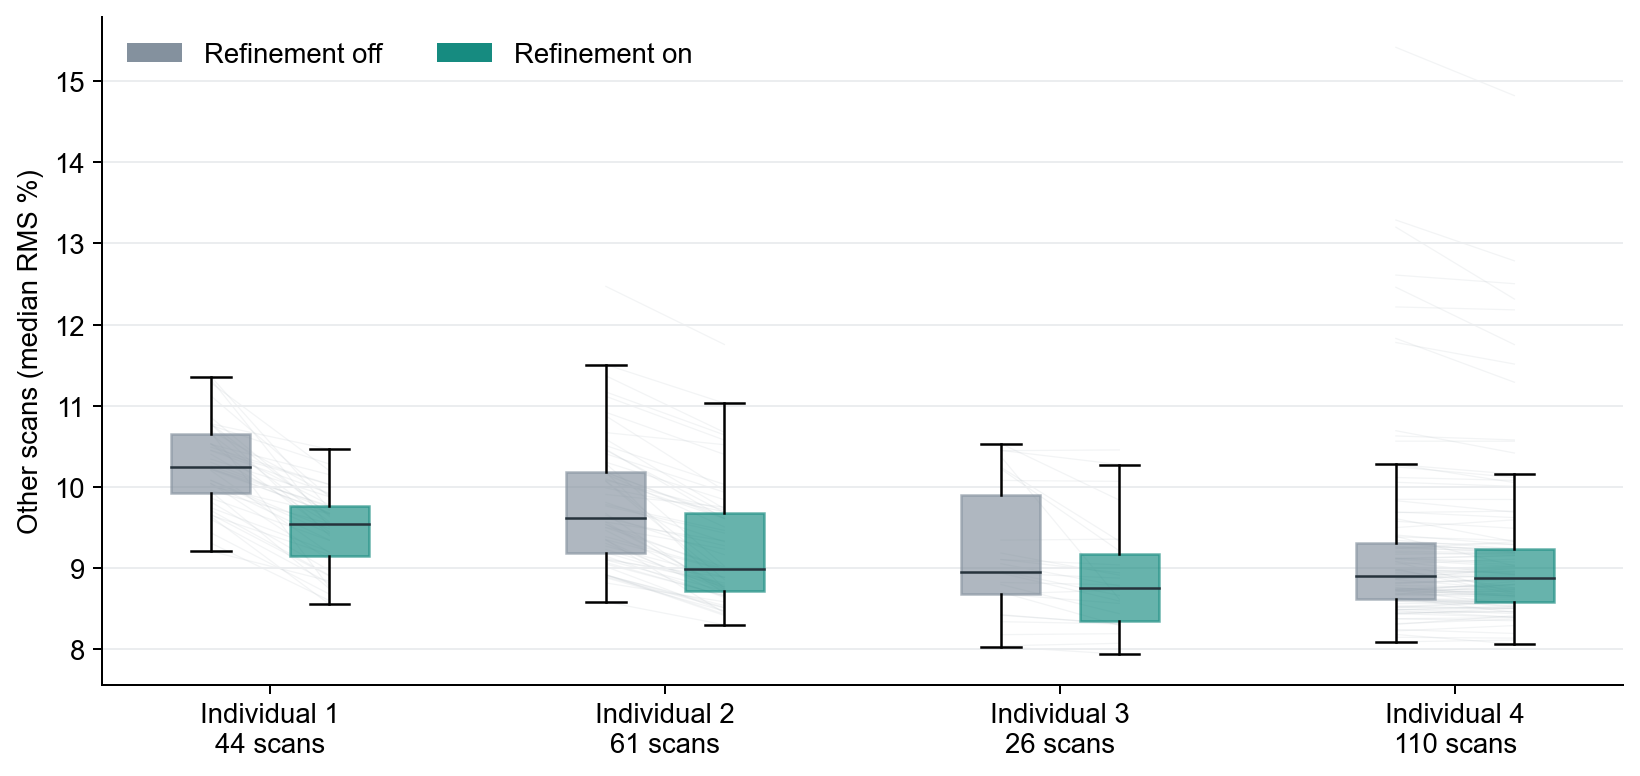 Refinement off
Refinement on
Other scans (median RMS %)
15
14
13
12
11
10
9
8
Individual 1
44 scans
Individual 2
61 scans
Individual 3
26 scans
Individual 4
110 scans